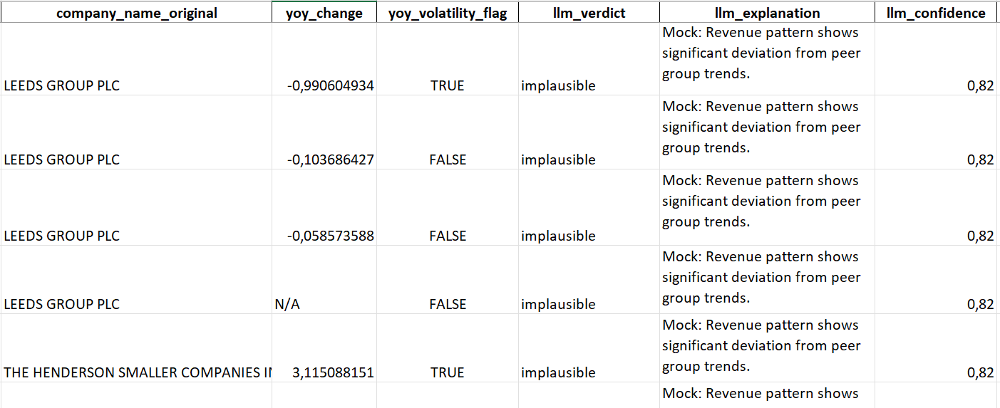 company_name_original yoy_change yoy_volatility_flag llm_verdict llm_explanation llm_confidence
Mock: Revenue pattern shows
significant deviation from peer
group trends.
LEEDS GROUP PLC -0,990604934 TRUE implausible 0,82
Mock: Revenue pattern shows
significant deviation from peer
group trends.
LEEDS GROUP PLC -0,103686427 FALSE implausible 0,82
Mock: Revenue pattern shows
significant deviation from peer
group trends.
LEEDS GROUP PLC -0,058573588 FALSE implausible 0,82
Mock: Revenue pattern shows
significant deviation from peer
group trends.
LEEDS GROUP PLC N/A FALSE implausible 0,82
Mock: Revenue pattern shows
significant deviation from peer
group trends.
THE HENDERSON SMALLER COMPANIES 3,115088151 TRUE implausible 0,82
Mock: Revenue pattern shows